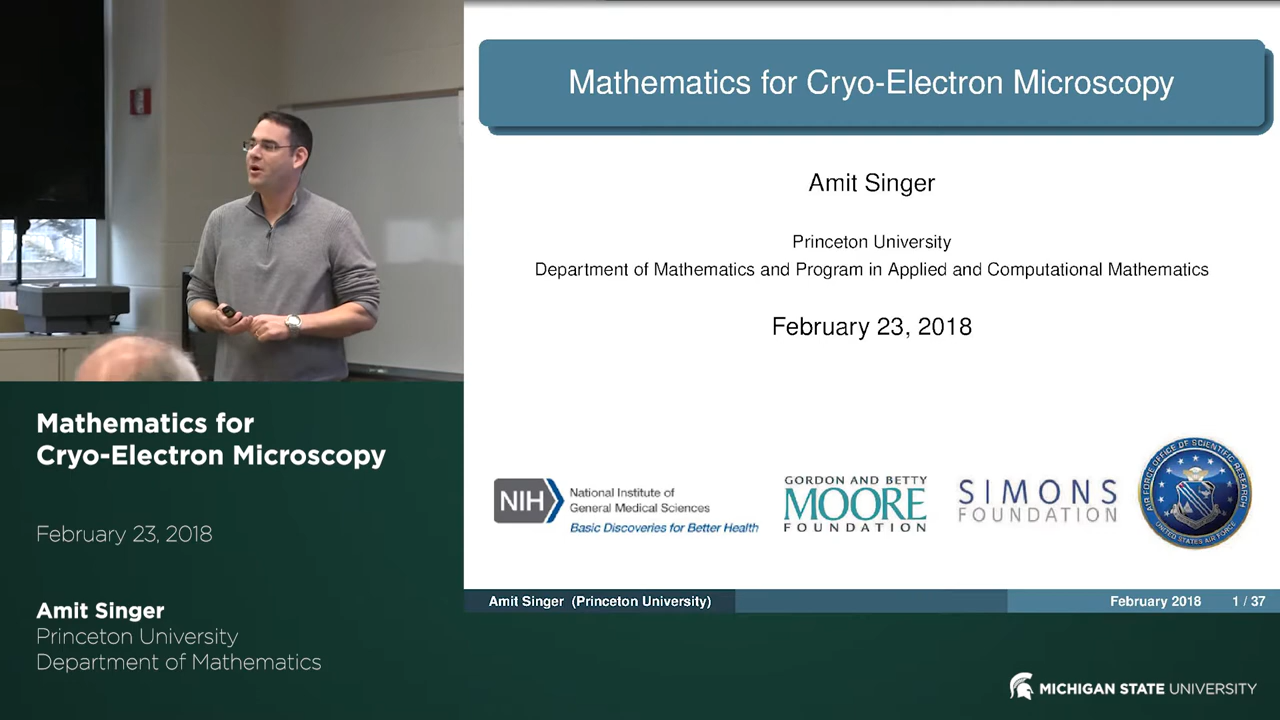 Mathematics for Cryo-Electron Microscopy
Amit Singer
Princeton University
Department of Mathematics and Program in Applied and Computational Mathematics
February 23, 2018
NIH
National Institute of
General Medical Sciences
Basic Discoveries for Better Health
GORDON AND BETTY
MOORE
FOUNDATION
SIMONS
FOUNDATION
AIR FORCE OFFICE OF SCIENTIFIC RESEARCH
UNITED STATES AIR FORCE
Amit Singer (Princeton University)
February 2018
1 / 37
Mathematics for
Cryo-Electron Microscopy
February 23, 2018
Amit Singer
Princeton University
Department of Mathematics
MICHIGAN STATE UNIVERSITY